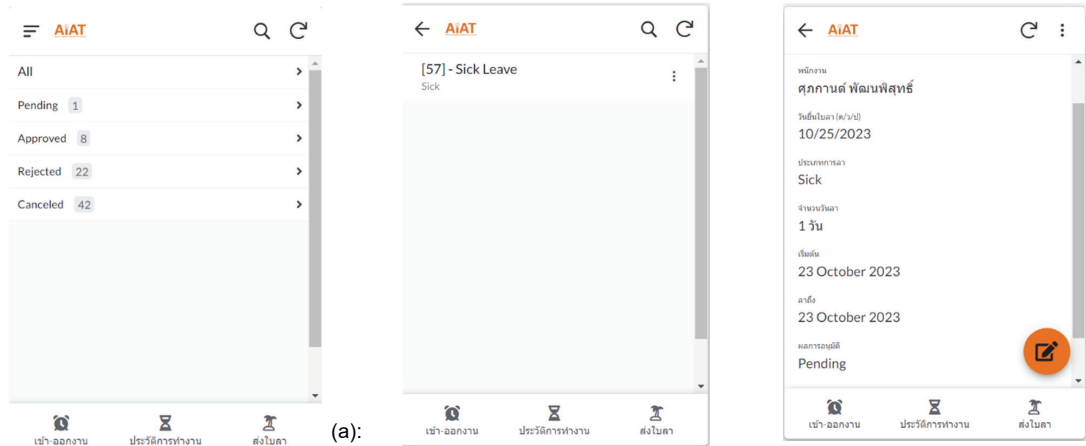 AiAT
All
Pending 1
Approved 8
Rejected 22
Canceled 42
เข้า-ออกงาน ประวัติการทำงาน ส่งใบลา
(a):
AiAT
[57] - Sick Leave
Sick
เข้า-ออกงาน ประวัติการทำงาน ส่งใบลา
AiAT
พนักงาน
ศุภกานต์ พัฒนพิสุทธิ์
วันยื่นใบลา (ด/ว/ป)
10/25/2023
ประเภทการลา
Sick
จำนวนวันลา
1 วัน
เริ่มต้น
23 October 2023
ลาถึง
23 October 2023
ผลการอนุมัติ
Pending
เข้า-ออกงาน ประวัติการทำงาน ส่งใบลา